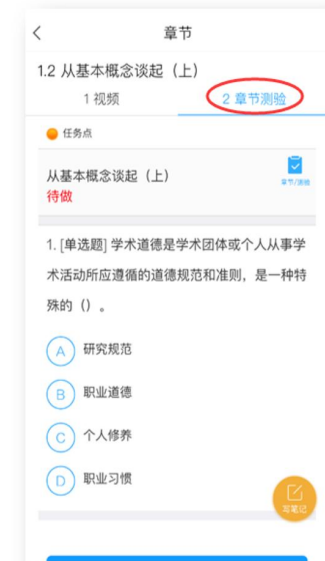 章节
1.2 从基本概念谈起（上）
1 视频
2 章节测验
任务点
从基本概念谈起（上）
章节/测验
待做
1. [单选题] 学术道德是学术团体或个人从事学
术活动所应遵循的道德规范和准则，是一种特
殊的（）。
A 研究规范
B 职业道德
C 个人修养
D 职业习惯
写笔记